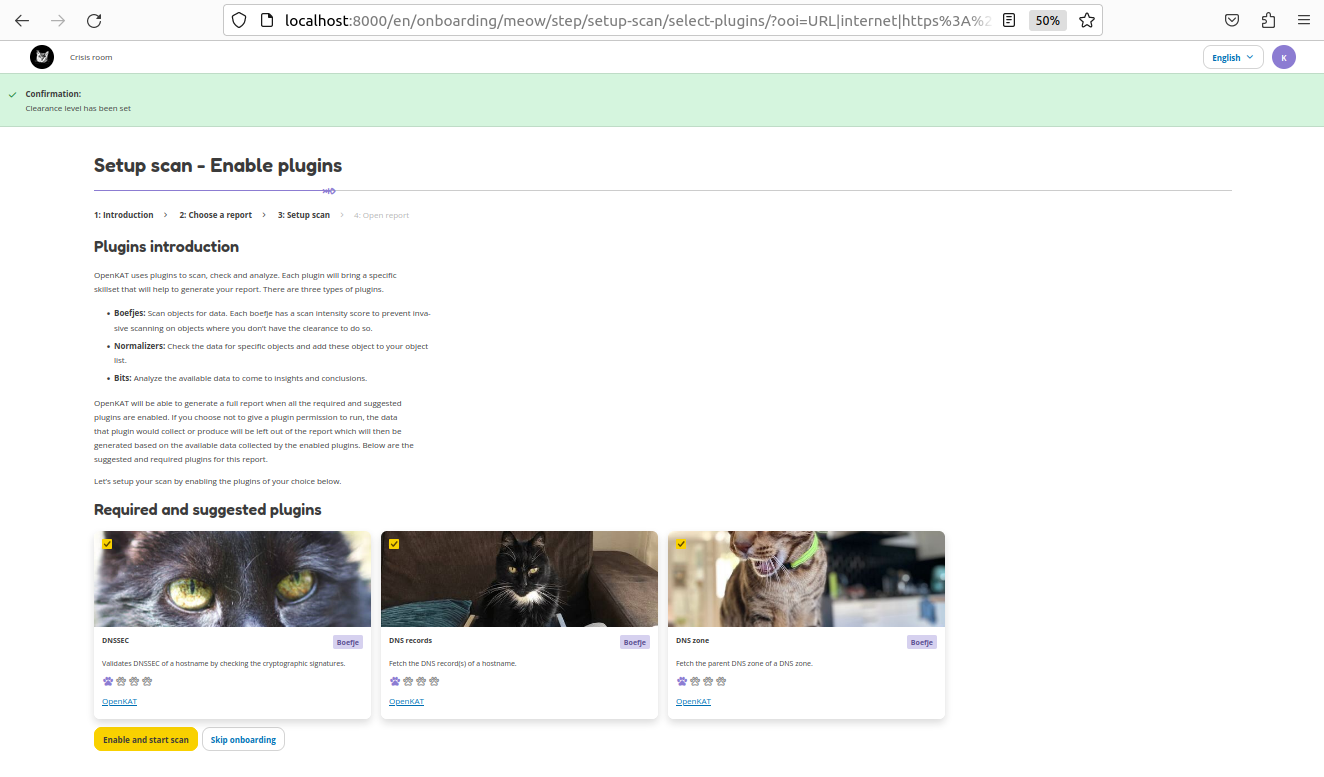 localhost:8000/en/onboarding/meow/step/setup-scan/select-plugins/?ooi=URL|internet|https%3A%2
50%
Crisis room
English
K
Confirmation:
Clearance level has been set
Setup scan - Enable plugins
1: Introduction
2: Choose a report
3: Setup scan
4: Open report
Plugins introduction
OpenKAT uses plugins to scan, check and analyze. Each plugin will bring a specific
skillset that will help to generate your report. There are three types of plugins.
• Boefjes: Scan objects for data. Each boefje has a scan intensity score to prevent inva-
sive scanning on objects where you don't have the clearance to do so.
• Normalizers: Check the data for specific objects and add these object to your object
list.
• Bits: Analyze the available data to come to insights and conclusions.
OpenKAT will be able to generate a full report when all the required and suggested
plugins are enabled. If you choose not to give a plugin permission to run, the data
that plugin would collect or produce will be left out of the report which will then be
generated based on the available data collected by the enabled plugins. Below are the
suggested and required plugins for this report.
Let's setup your scan by enabling the plugins of your choice below.
Required and suggested plugins
DNSSEC
Boefje
Validates DNSSEC of a hostname by checking the cryptographic signatures.
OpenKAT
DNS records
Boefje
Fetch the DNS record(s) of a hostname.
OpenKAT
DNS zone
Boefje
Fetch the parent DNS zone of a DNS zone.
OpenKAT
Enable and start scan
Skip onboarding